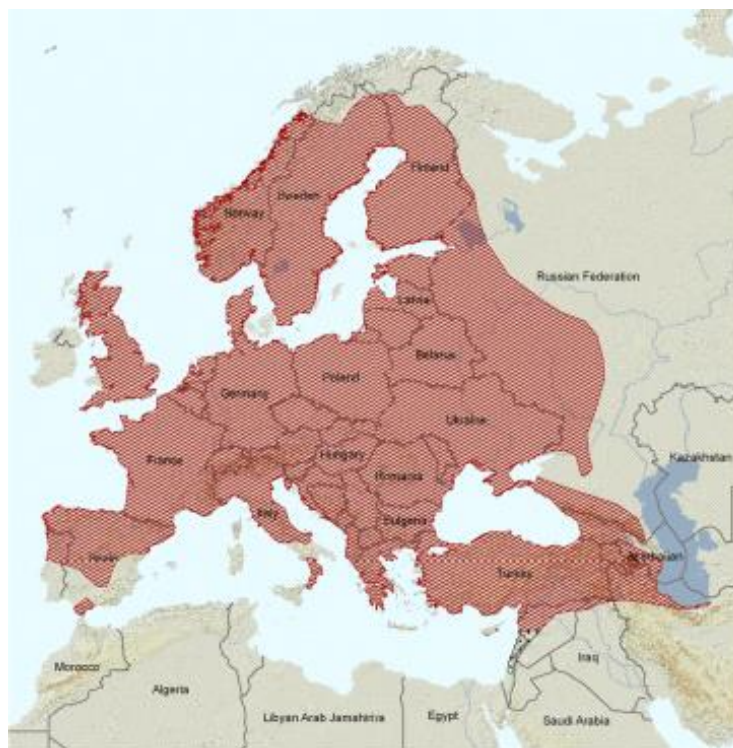 Finland
Sweden
Norway
Russian Federation
Latvia
Belarus
Poland
Germany
Ukraine
France
Hungary
Romania
Kazakhstan
Italy
Bulgaria
Spain
Azerbaijan
Turkey
Morocco
Algeria
Iraq
Libyan Arab Jamahiriya
Egypt
Saudi Arabia